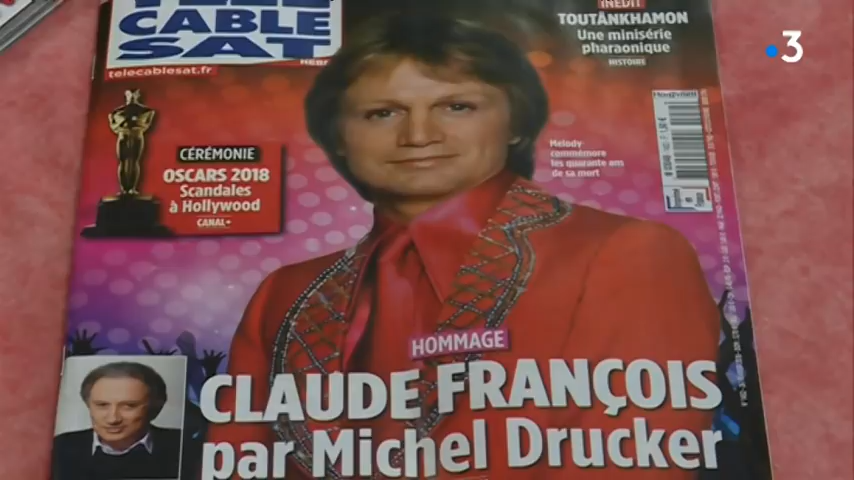 TÉLÉ
CABLE
SAT
HEBDO
telecablesat.fr
INÉDIT
TOUTÂNKHAMON
Une minisérie
pharaonique
HISTOIRE
3
CÉRÉMONIE
OSCARS 2018
Scandales
à Hollywood
CANAL+
Melody
commémore
les quarante ans
de sa mort
HOMMAGE
CLAUDE FRANÇOIS
par Michel Drucker